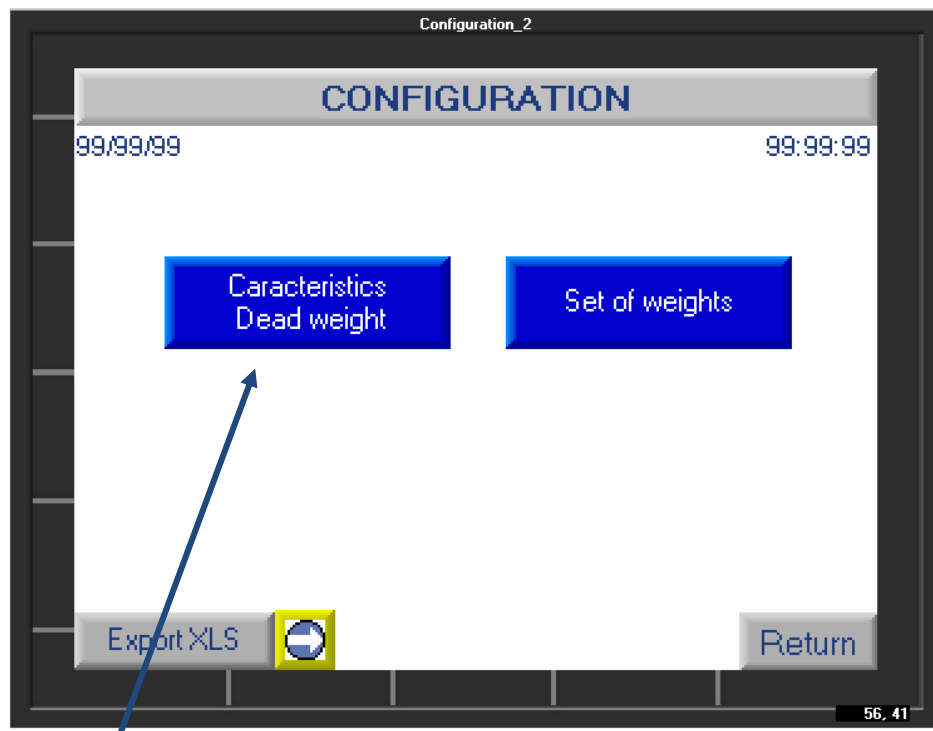 Configuration_2
CONFIGURATION
99/99/99
99:99:99
Caracteristics
Dead weight
Set of weights
Export XLS
Return
56, 41